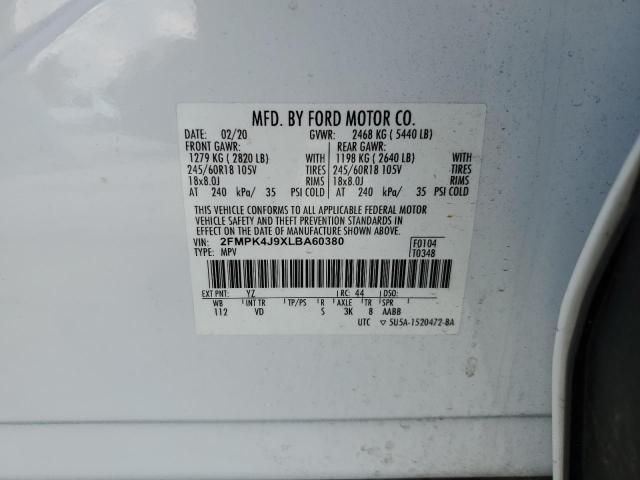 MFD. BY FORD MOTOR CO.
DATE: 02/20 GVWR: 2468 KG ( 5440 LB)
FRONT GAWR: REAR GAWR:
1279 KG ( 2820 LB) WITH 1198 KG ( 2640 LB) WITH
245/60R18 105V TIRES 245/60R18 105V TIRES
18x8.0J RIMS 18x8.0J RIMS
AT 240 kPa/ 35 PSI COLD AT 240 kPa/ 35 PSI COLD
THIS VEHICLE CONFORMS TO ALL APPLICABLE FEDERAL MOTOR
VEHICLE SAFETY AND THEFT PREVENTION STANDARDS IN EFFECT ON
THE DATE OF MANUFACTURE SHOWN ABOVE.
VIN: 2FMPK4J9XLBA60380 F0104
TYPE: MPV T0348
EXT PNT: YZ RC: 44 DSO:
WB INT TR TP/PS R AXLE TR SPR
112 VD S 3K 8 AABB
UTC ▽ 5U5A-1520472-BA